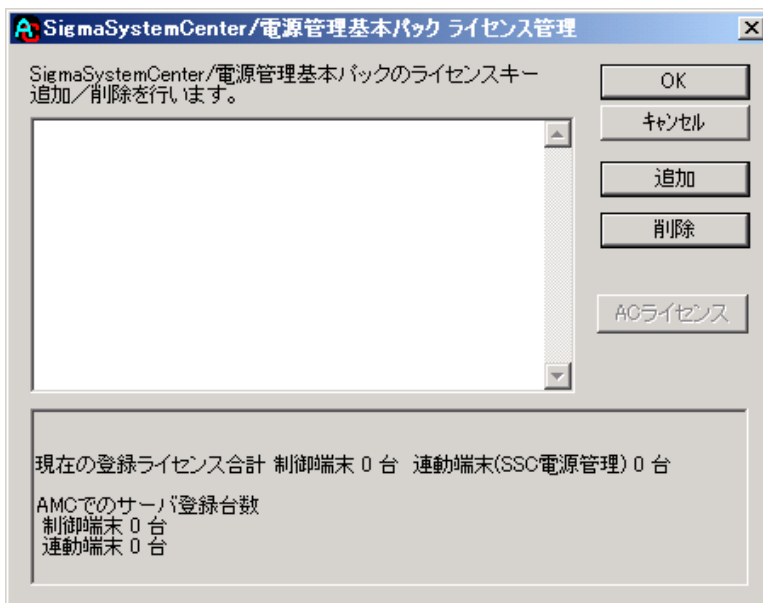 SigmaSystemCenter/電源管理基本パック ライセンス管理
SigmaSystemCenter/電源管理基本パックのライセンスキー
追加／削除を行います。
OK
キャンセル
追加
削除
ACライセンス
現在の登録ライセンス合計 制御端末 0 台 連動端末(SSC電源管理) 0 台
AMCでのサーバ登録台数
制御端末 0 台
連動端末 0 台